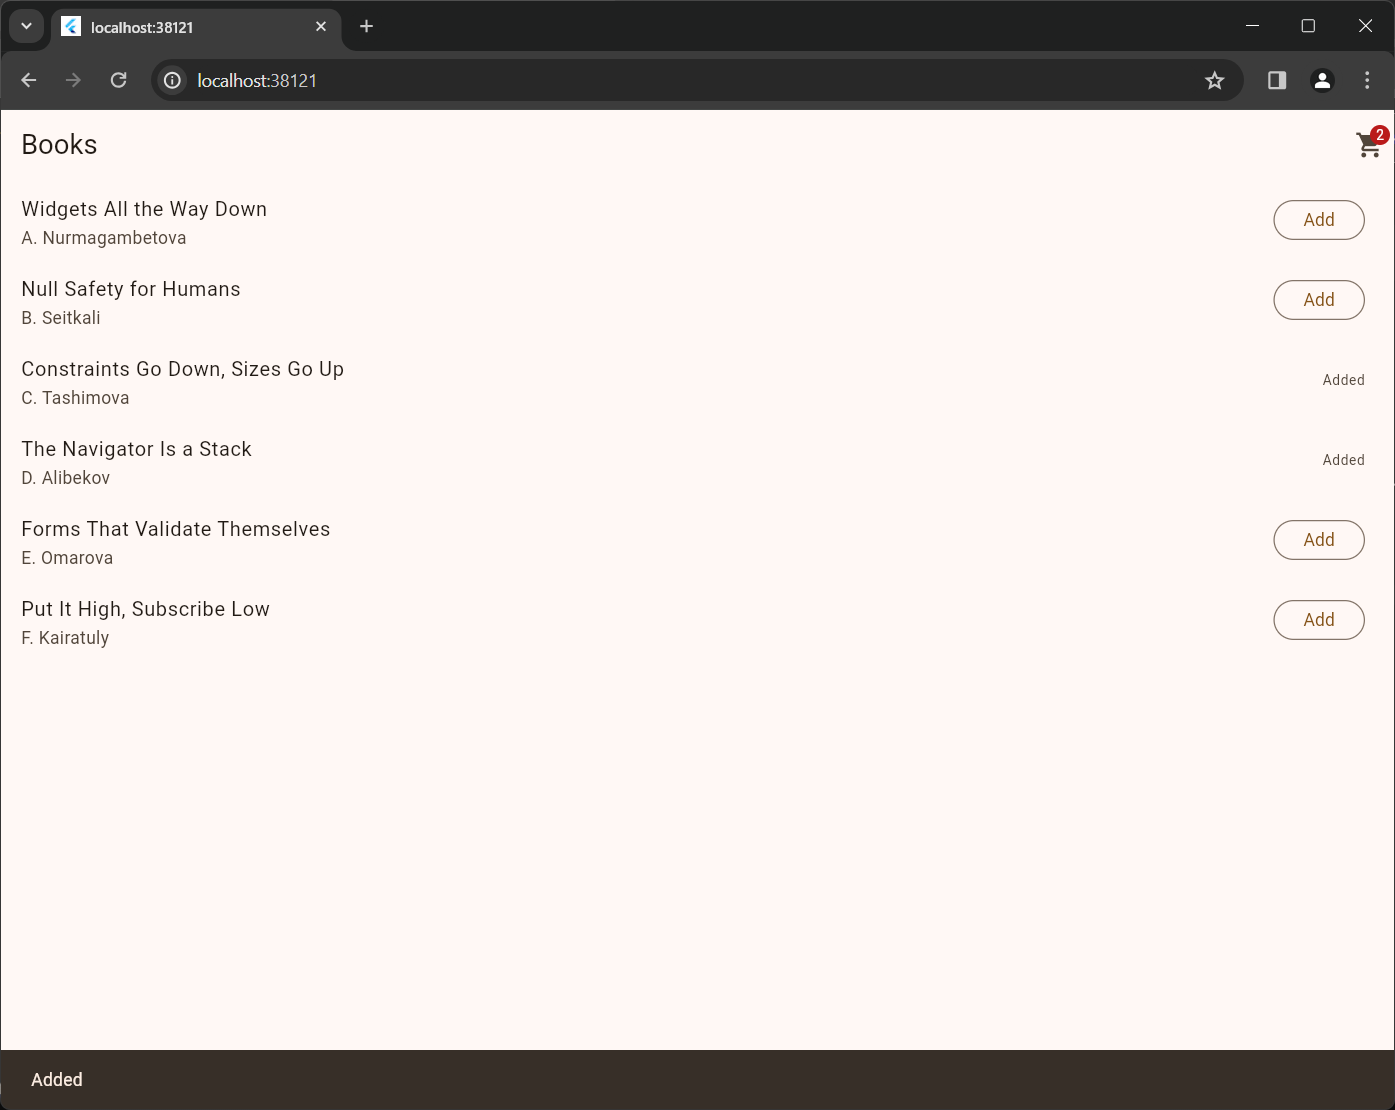 localhost:38121
localhost:38121
Books
2
Widgets All the Way Down
A. Nurmagambetova
Add
Null Safety for Humans
B. Seitkali
Add
Constraints Go Down, Sizes Go Up
C. Tashimova
Added
The Navigator Is a Stack
D. Alibekov
Added
Forms That Validate Themselves
E. Omarova
Add
Put It High, Subscribe Low
F. Kairatuly
Add
Added